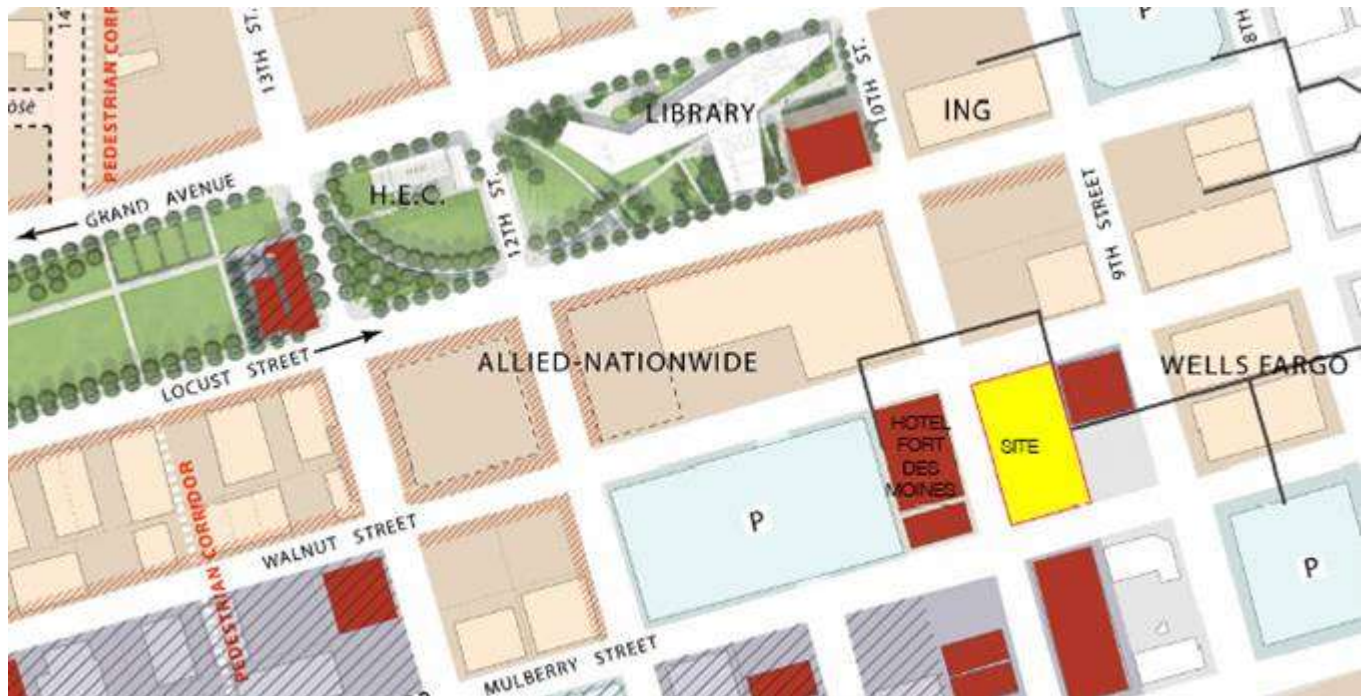 13TH ST.
PEDESTRIAN CORR
10TH ST.
P
8TH
LIBRARY
ING
GRAND AVENUE
H.E.C.
12TH ST.
9TH STREET
LOCUST STREET
ALLIED-NATIONWIDE
WELLS FARGO
HOTEL
FORT
DES
MOINES
SITE
PEDESTRIAN CORRIDOR
WALNUT STREET
P
P
MULBERRY STREET